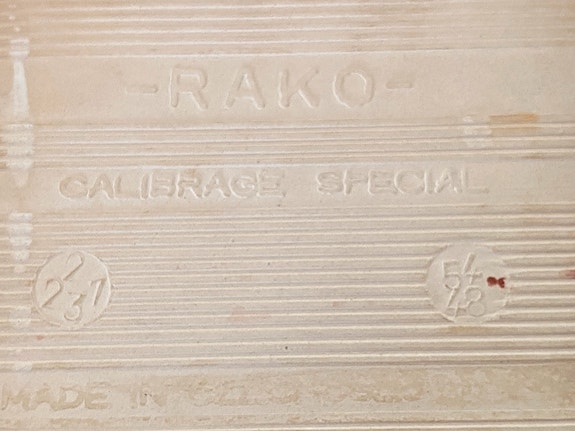 -RAKO-
CALIBRAGE SPECIAL
2
231
54
48
MADE IN